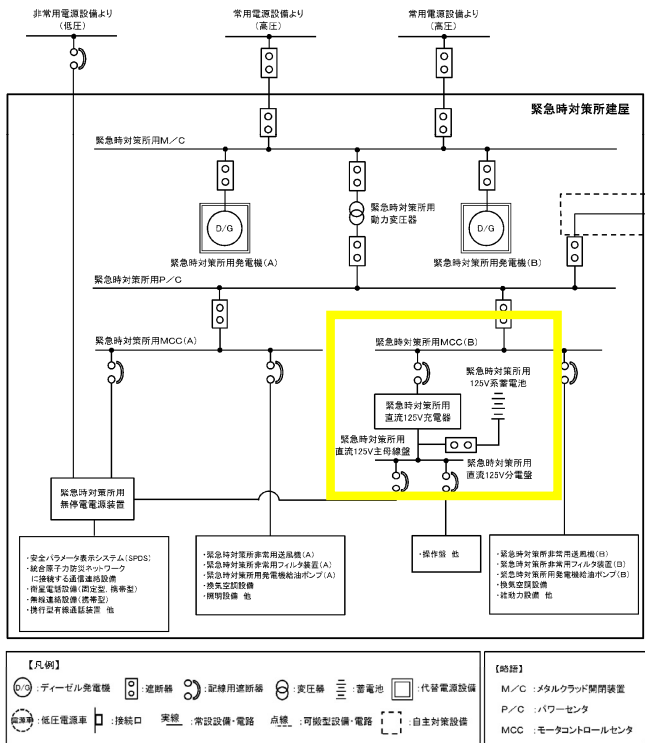 非常用電源設備より
(低圧)
常用電源設備より
(高圧)
常用電源設備より
(高圧)
緊急時対策所建屋
緊急時対策所用M/C
D/G
緊急時対策所用発電機(A)
緊急時対策所用
動力変圧器
D/G
緊急時対策所用発電機(B)
緊急時対策所用P/C
緊急時対策所用MCC(A)
緊急時対策所用MCC(B)
緊急時対策所用
125V系蓄電池
緊急時対策所用
直流125V充電器
緊急時対策所用
直流125V主母線盤
緊急時対策所用
直流125V分電盤
緊急時対策所用
無停電電源装置
・安全パラメータ表示システム(SPDS)
・統合原子力防災ネットワーク
に接続する通信連絡設備
・衛星電話設備(固定型,携帯型)
・無線連絡設備(携帯型)
・携行型有線通話装置 他
・緊急時対策所非常用送風機(A)
・緊急時対策所非常用フィルタ装置(A)
・緊急時対策所用発電機給油ポンプ(A)
・換気空調設備
・照明設備 他
・操作盤 他
・緊急時対策所非常用送風機(B)
・緊急時対策所非常用フィルタ装置(B)
・緊急時対策所用発電機給油ポンプ(B)
・換気空調設備
・雑動力設備 他
【凡例】
D/G :ディーゼル発電機
:遮断器
:配線用遮断器
:変圧器
:蓄電池
:代替電源設備
電源車 :低圧電源車
:接続口
実線 :常設設備・電路
点線 :可搬型設備・電路
:自主対策設備
【略語】
M/C :メタルクラッド開閉装置
P/C :パワーセンタ
MCC :モータコントロールセンタ